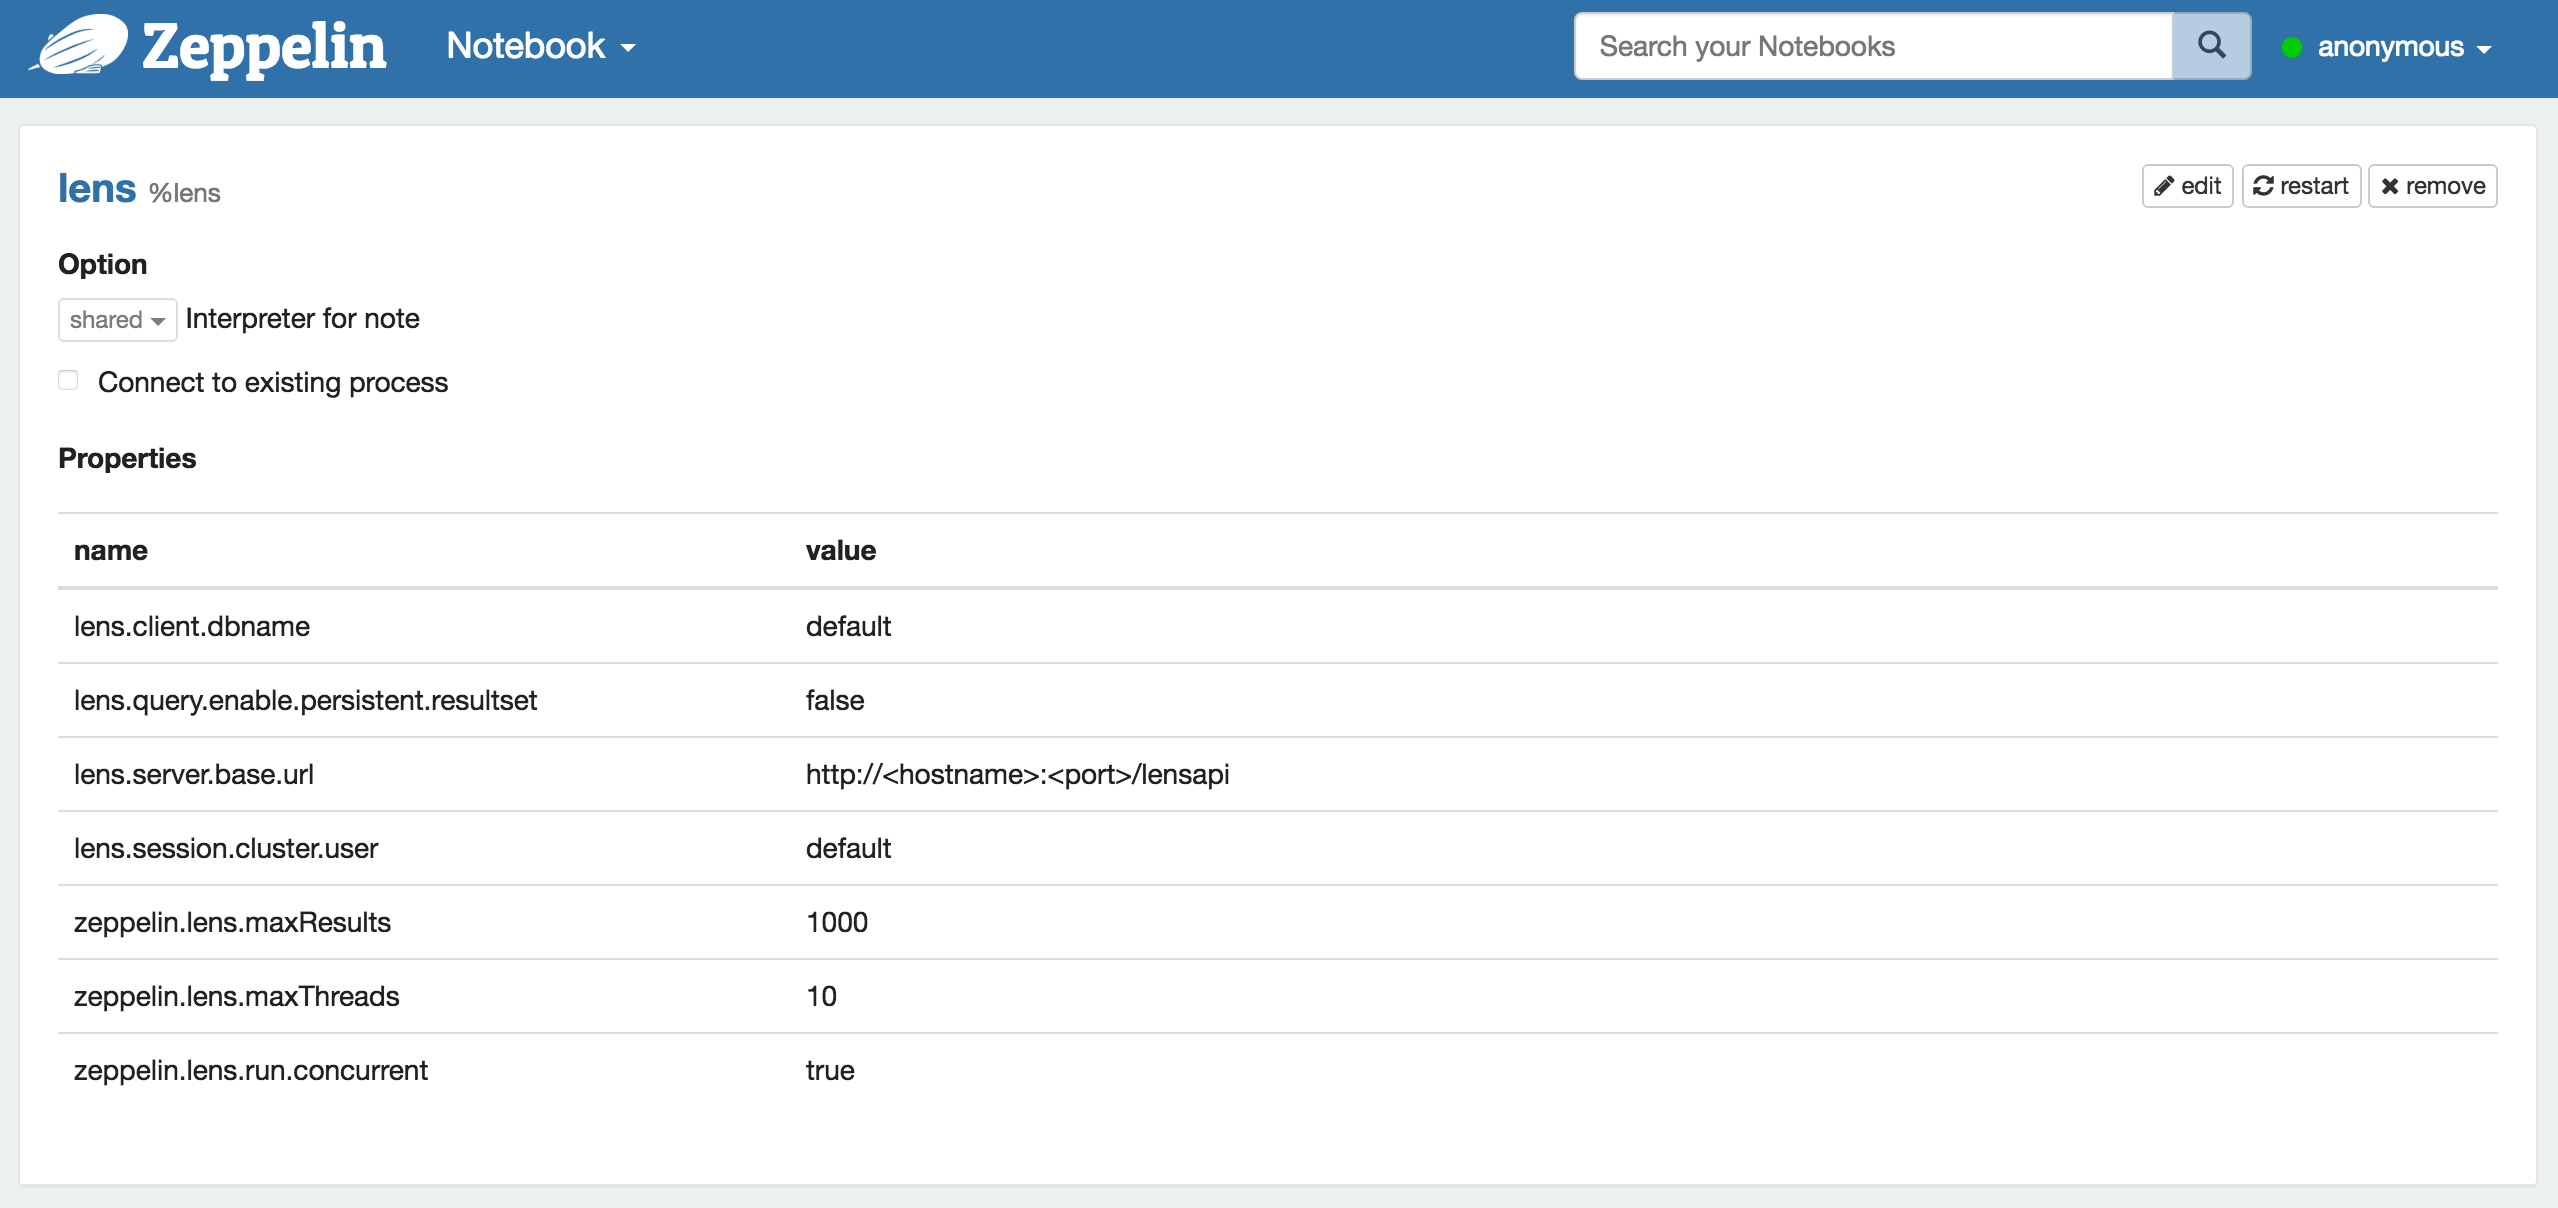 Zeppelin Notebook Search your Notebooks anonymous
lens %lens edit restart remove
Option
shared Interpreter for note
Connect to existing process
Properties
name value
lens.client.dbname default
lens.query.enable.persistent.resultset false
lens.server.base.url http://<hostname>:<port>/lensapi
lens.session.cluster.user default
zeppelin.lens.maxResults 1000
zeppelin.lens.maxThreads 10
zeppelin.lens.run.concurrent true